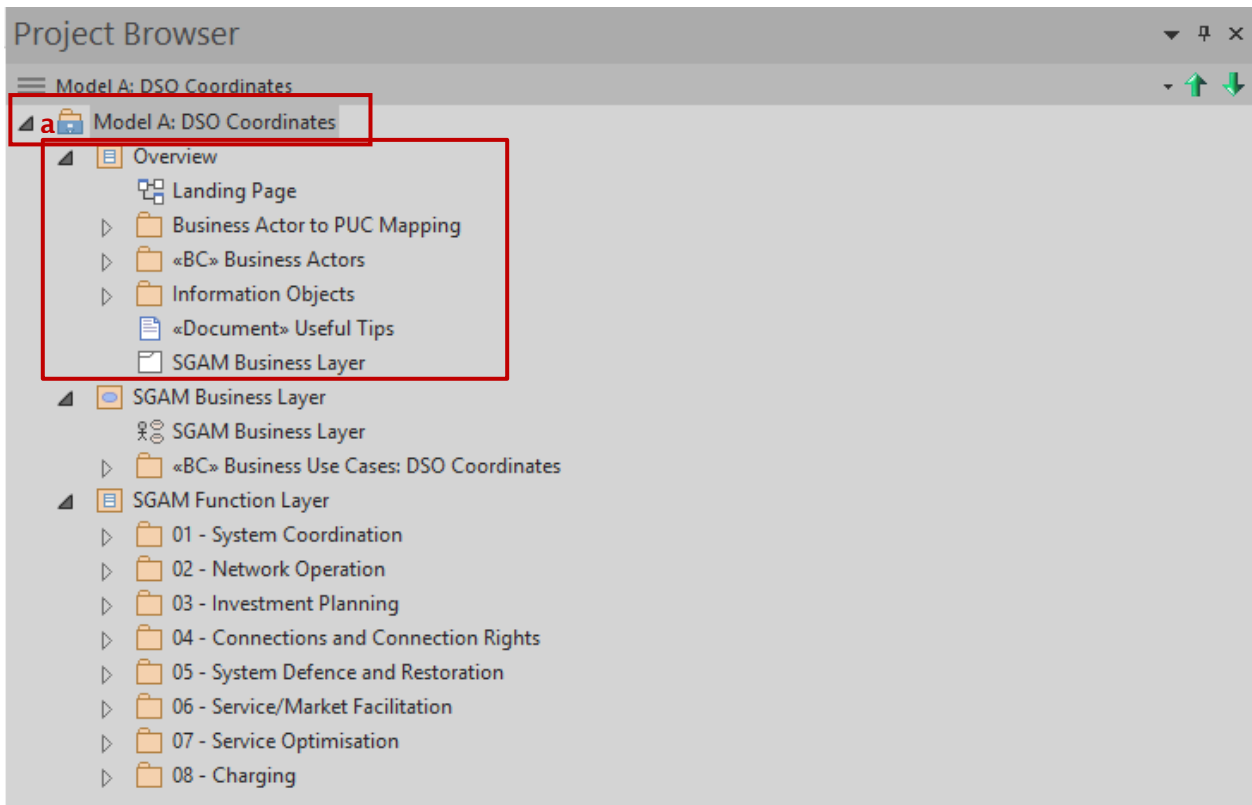 Project Browser
Model A: DSO Coordinates
a Model A: DSO Coordinates
Overview
Landing Page
Business Actor to PUC Mapping
«BC» Business Actors
Information Objects
«Document» Useful Tips
SGAM Business Layer
SGAM Business Layer
SGAM Business Layer
«BC» Business Use Cases: DSO Coordinates
SGAM Function Layer
01 - System Coordination
02 - Network Operation
03 - Investment Planning
04 - Connections and Connection Rights
05 - System Defence and Restoration
06 - Service/Market Facilitation
07 - Service Optimisation
08 - Charging